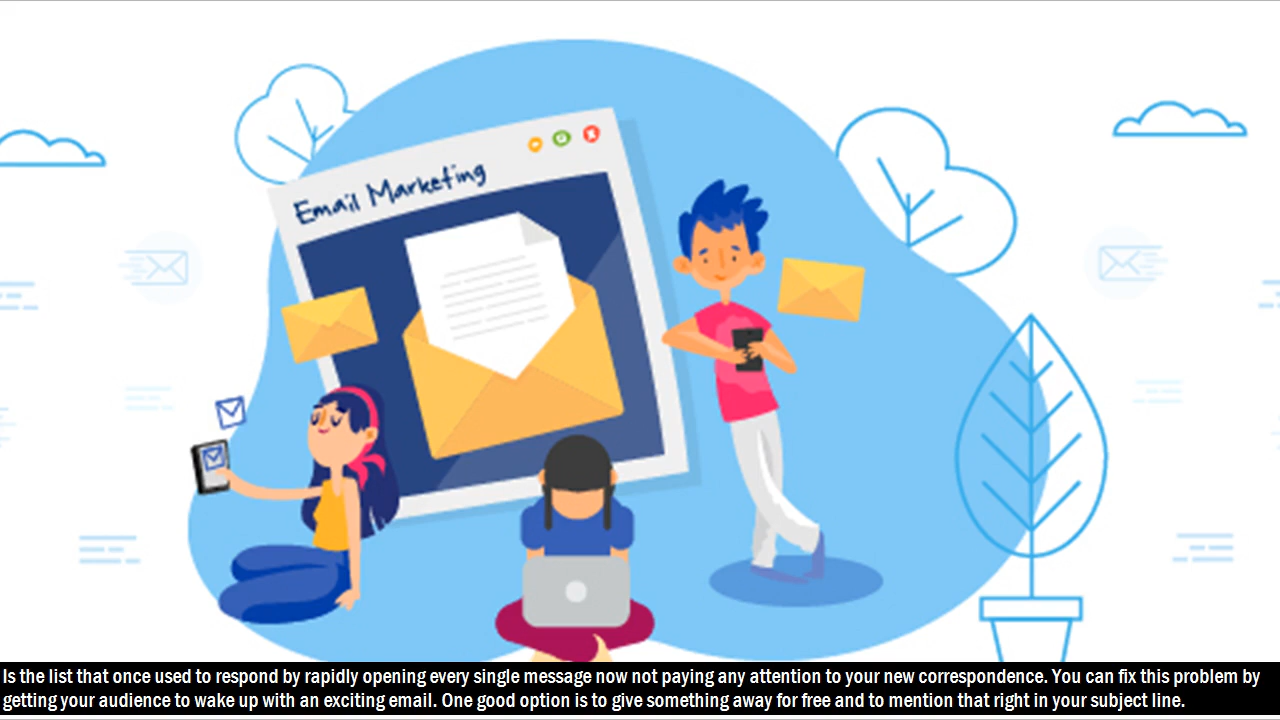 Email Marketing
Is the list that once used to respond by rapidly opening every single message now not paying any attention to your new correspondence. You can fix this problem by
getting your audience to wake up with an exciting email. One good option is to give something away for free and to mention that right in your subject line.